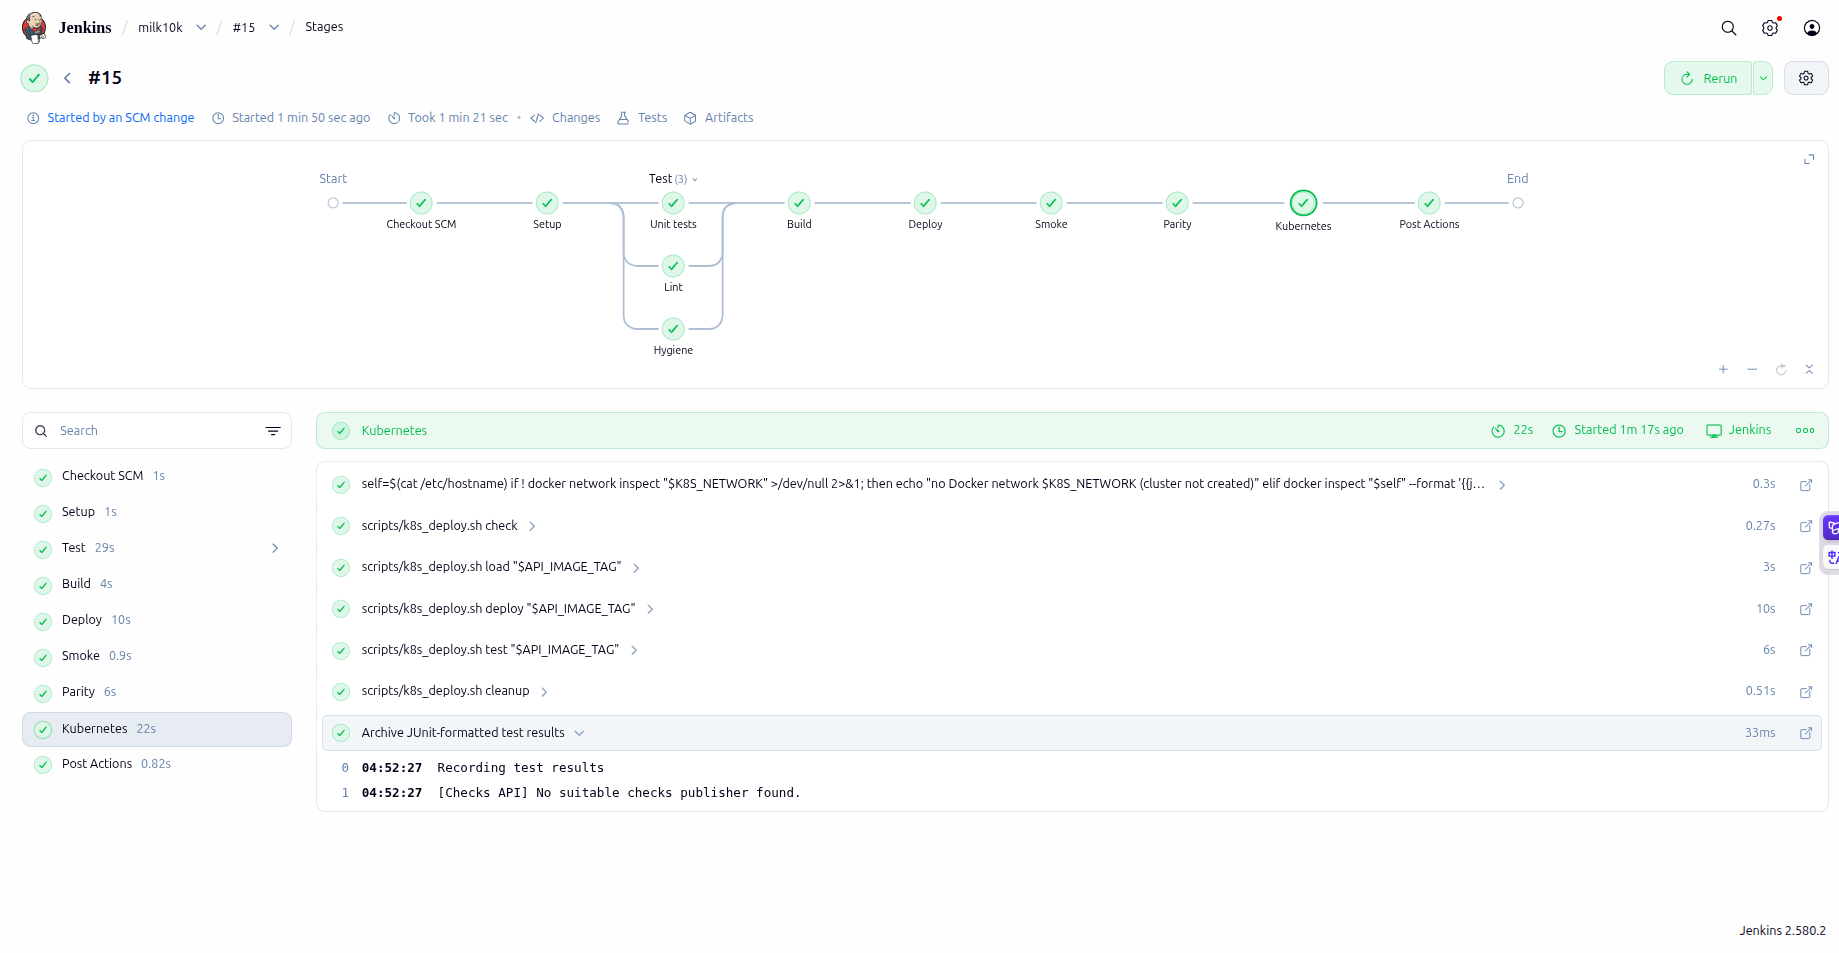 Jenkins / milk10k / #15 / Stages
#15
Rerun
Started by an SCM change Started 1 min 50 sec ago Took 1 min 21 sec • Changes Tests Artifacts
Start Test (3) End
Checkout SCM Setup Unit tests Build Deploy Smoke Parity Kubernetes Post Actions
Lint
Hygiene
Search
Checkout SCM 1s
Setup 1s
Test 29s
Build 4s
Deploy 10s
Smoke 0.9s
Parity 6s
Kubernetes 22s
Post Actions 0.82s
Kubernetes 22s Started 1m 17s ago Jenkins
self=$(cat /etc/hostname) if ! docker network inspect "$K8S_NETWORK" >/dev/null 2>&1; then echo "no Docker network $K8S_NETWORK (cluster not created)" elif docker inspect "$self" --format '{{j... 0.3s
scripts/k8s_deploy.sh check 0.27s
scripts/k8s_deploy.sh load "$API_IMAGE_TAG" 3s
scripts/k8s_deploy.sh deploy "$API_IMAGE_TAG" 10s
scripts/k8s_deploy.sh test "$API_IMAGE_TAG" 6s
scripts/k8s_deploy.sh cleanup 0.51s
Archive JUnit-formatted test results 33ms
0 04:52:27 Recording test results
1 04:52:27 [Checks API] No suitable checks publisher found.
Jenkins 2.580.2